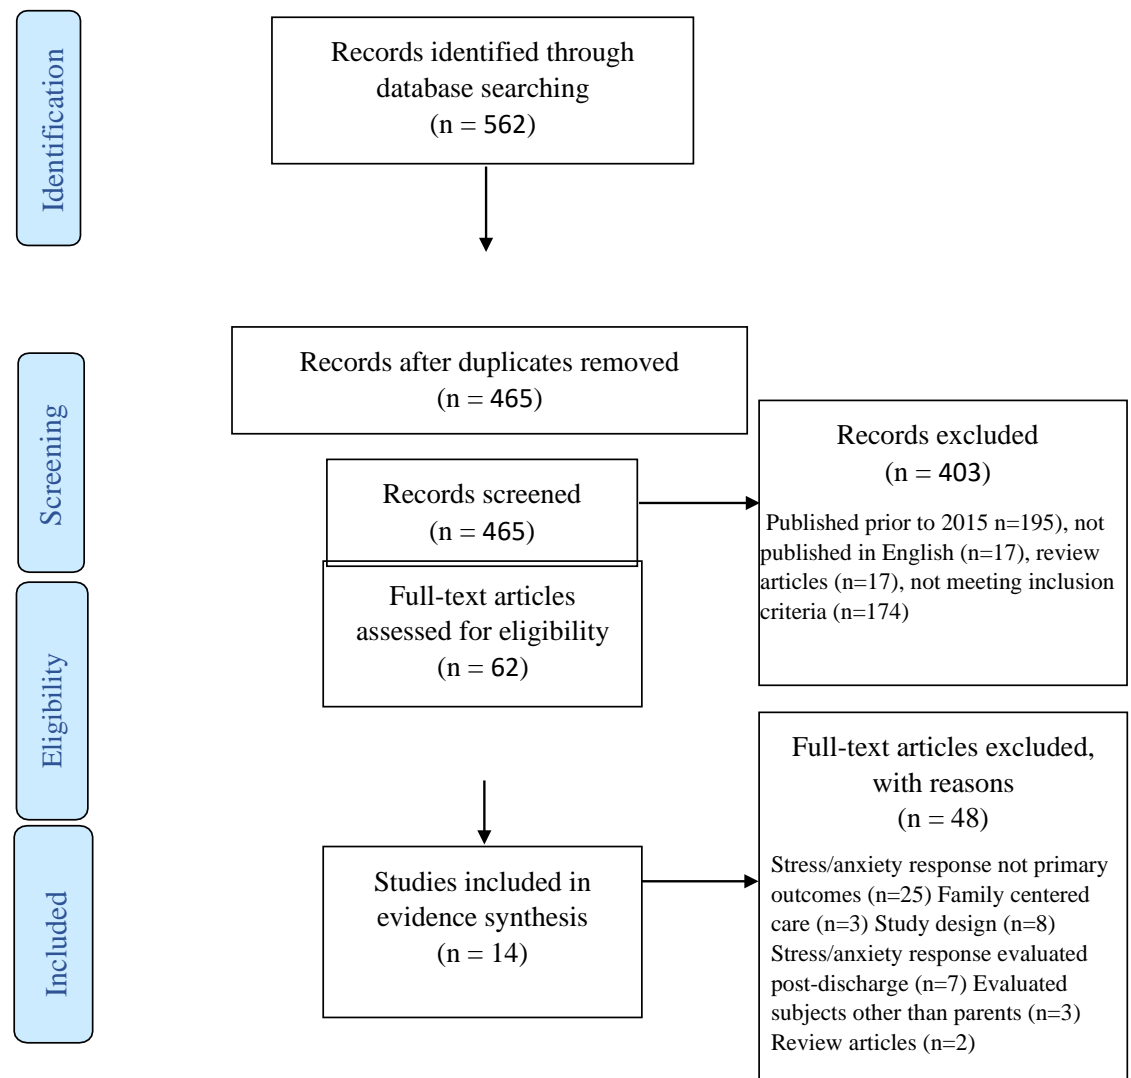 Identification
Records identified through
database searching
(n = 562)
Screening
Records after duplicates removed
(n = 465)
Records screened
(n = 465)
Records excluded
(n = 403)
Published prior to 2015 n=195), not
published in English (n=17), review
articles (n=17), not meeting inclusion
criteria (n=174)
Eligibility
Full-text articles
assessed for eligibility
(n = 62)
Full-text articles excluded,
with reasons
(n = 48)
Stress/anxiety response not primary
outcomes (n=25) Family centered
care (n=3) Study design (n=8)
Stress/anxiety response evaluated
post-discharge (n=7) Evaluated
subjects other than parents (n=3)
Review articles (n=2)
Included
Studies included in
evidence synthesis
(n = 14)